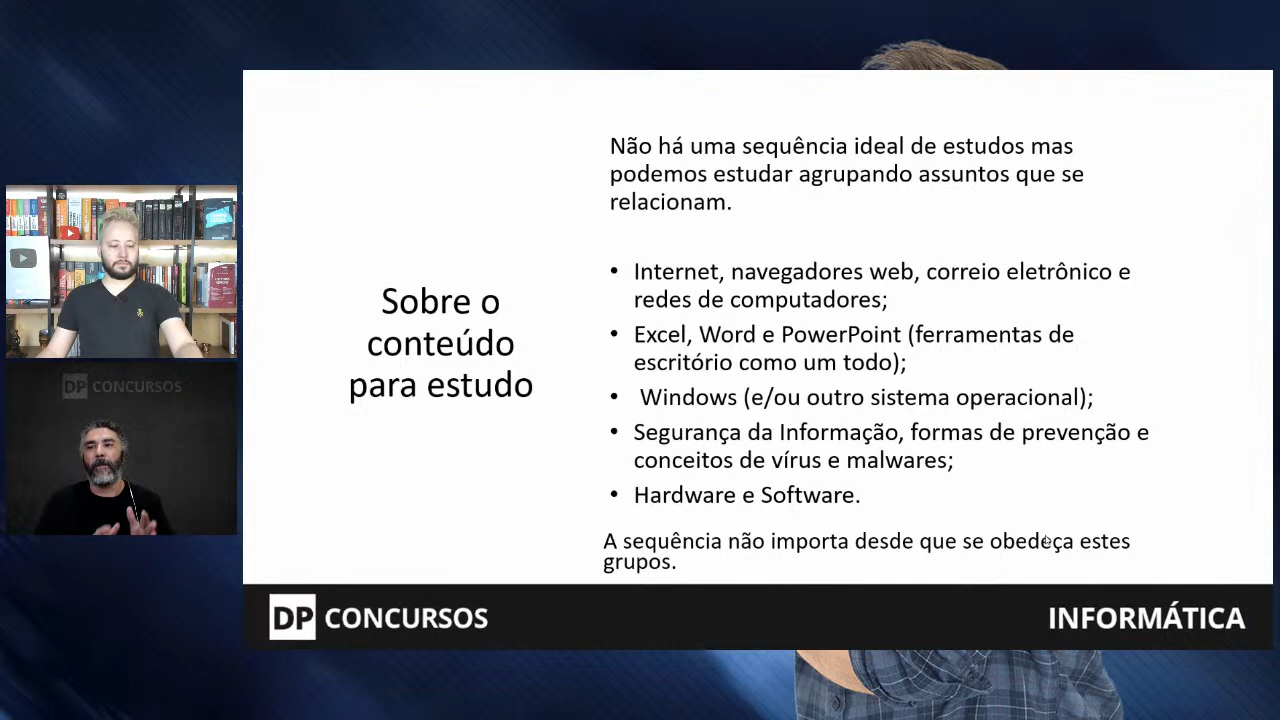 Não há uma sequência ideal de estudos mas
podemos estudar agrupando assuntos que se
relacionam.
Sobre o
conteúdo
para estudo
• Internet, navegadores web, correio eletrônico e
redes de computadores;
• Excel, Word e PowerPoint (ferramentas de
escritório como um todo);
• Windows (e/ou outro sistema operacional);
• Segurança da Informação, formas de prevenção e
conceitos de vírus e malwares;
• Hardware e Software.
A sequência não importa desde que se obedeça estes
grupos.
DP CONCURSOS
DP CONCURSOS
INFORMÁTICA